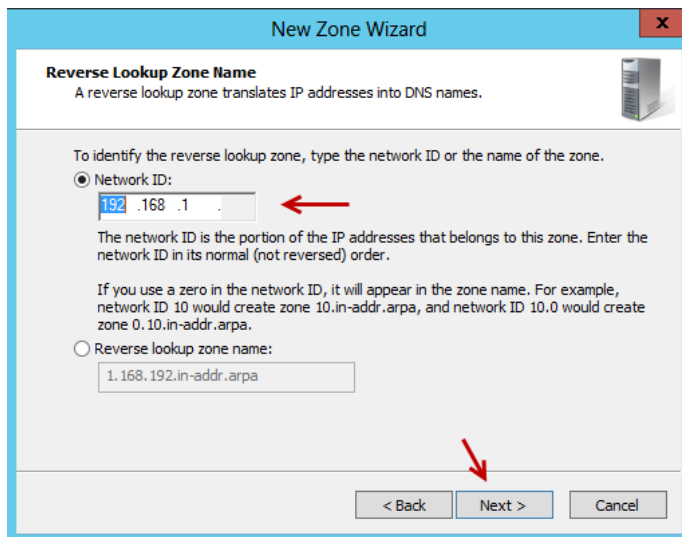 New Zone Wizard
x
Reverse Lookup Zone Name
A reverse lookup zone translates IP addresses into DNS names.
To identify the reverse lookup zone, type the network ID or the name of the zone.
Network ID:
192 .168 .1 .
The network ID is the portion of the IP addresses that belongs to this zone. Enter the
network ID in its normal (not reversed) order.
If you use a zero in the network ID, it will appear in the zone name. For example,
network ID 10 would create zone 10.in-addr.arpa, and network ID 10.0 would create
zone 0.10.in-addr.arpa.
Reverse lookup zone name:
1.168.192.in-addr.arpa
< Back Next > Cancel